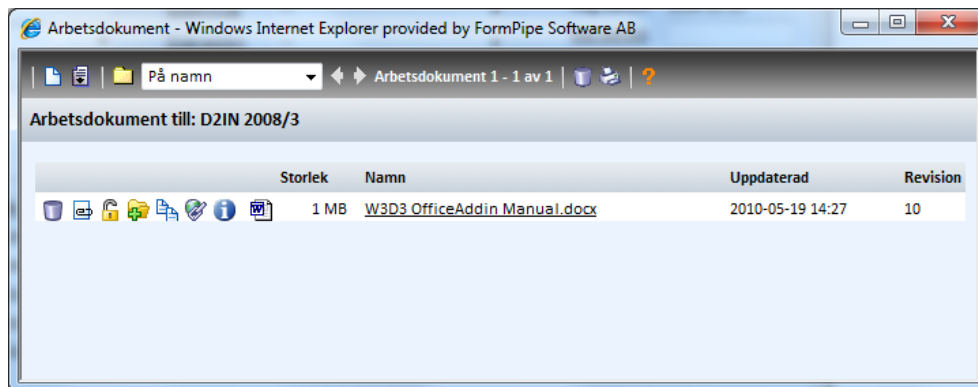 Arbetsdokument - Windows Internet Explorer provided by FormPipe Software AB
På namn Arbetsdokument 1 - 1 av 1 ?
Arbetsdokument till: D2IN 2008/3
Storlek Namn Uppdaterad Revision
1 MB W3D3 OfficeAddin Manual.docx 2010-05-19 14:27 10